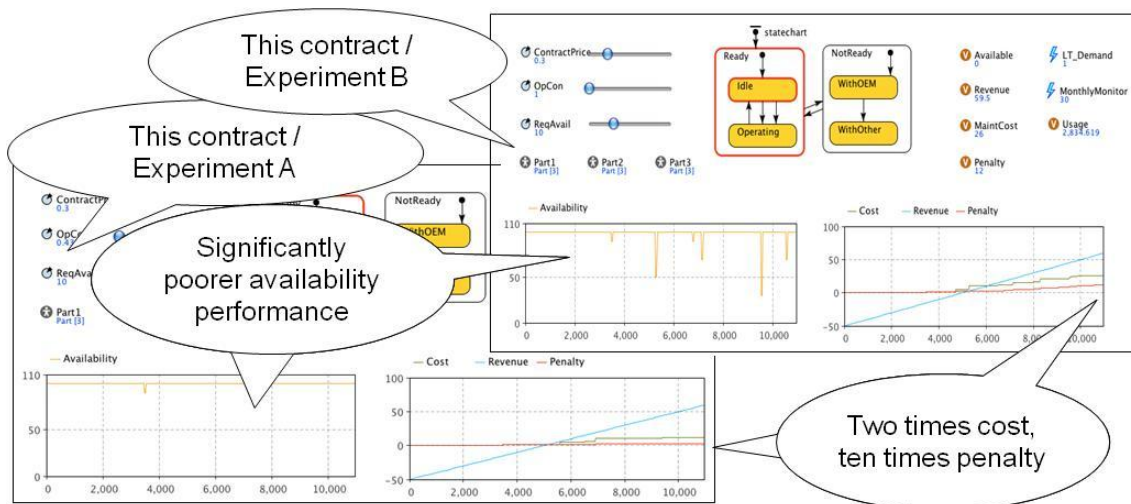 This contract /
Experiment B
This contract /
Experiment A
Significantly
poorer availability
performance
Two times cost,
ten times penalty
ContractPrice
0.3
OpCon
1
ReqAvail
10
Part1
Part [3]
Part2
Part [3]
Part3
Part [3]
statechart
Ready
Idle
Operating
NotReady
WithOEM
WithOther
Available
0
Revenue
59.5
MaintCost
26
Penalty
12
LT_Demand
1
MonthlyMonitor
30
Usage
2,834.619
Availability
110
50
0
0 2,000 4,000 6,000 8,000 10,000
Cost Revenue Penalty
100
50
0
-50
0 2,000 4,000 6,000 8,000 10,000
0.3
ReqAva
10
Part1
Part [3]
NotReady
Availability
110
50
0
0 2,000 4,000 6,000 8,000 10,000
Cost Revenue Penalty
100
50
0
-50
0 2,000 4,000 6,000 8,000 10,000